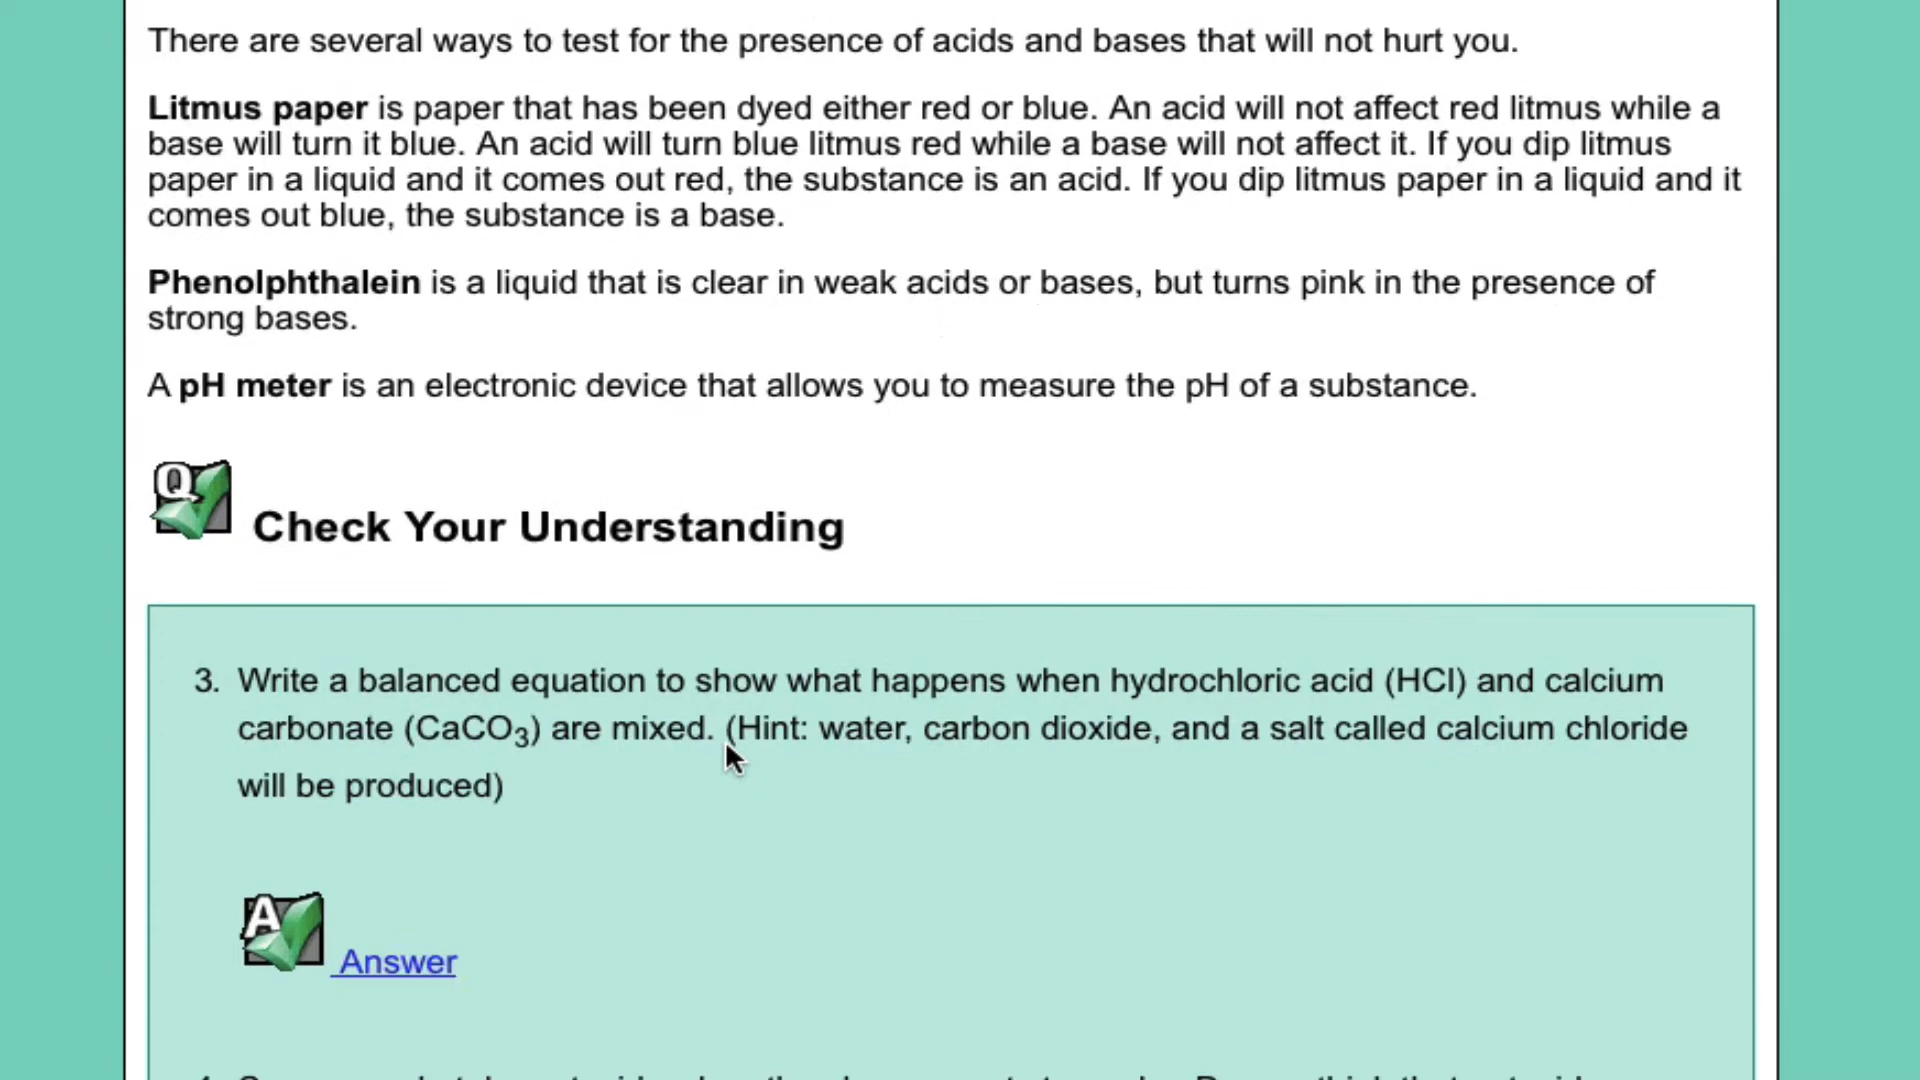 There are several ways to test for the presence of acids and bases that will not hurt you.
Litmus paper is paper that has been dyed either red or blue. An acid will not affect red litmus while a
base will turn it blue. An acid will turn blue litmus red while a base will not affect it. If you dip litmus
paper in a liquid and it comes out red, the substance is an acid. If you dip litmus paper in a liquid and it
comes out blue, the substance is a base.
Phenolphthalein is a liquid that is clear in weak acids or bases, but turns pink in the presence of
strong bases.
A pH meter is an electronic device that allows you to measure the pH of a substance.
Q
Check Your Understanding
3. Write a balanced equation to show what happens when hydrochloric acid (HCl) and calcium
carbonate (CaCO₃) are mixed. (Hint: water, carbon dioxide, and a salt called calcium chloride
will be produced)
A
Answer